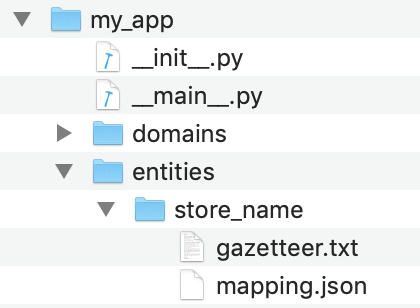 my_app
__init__.py
__main__.py
domains
entities
store_name
gazetteer.txt
mapping.json